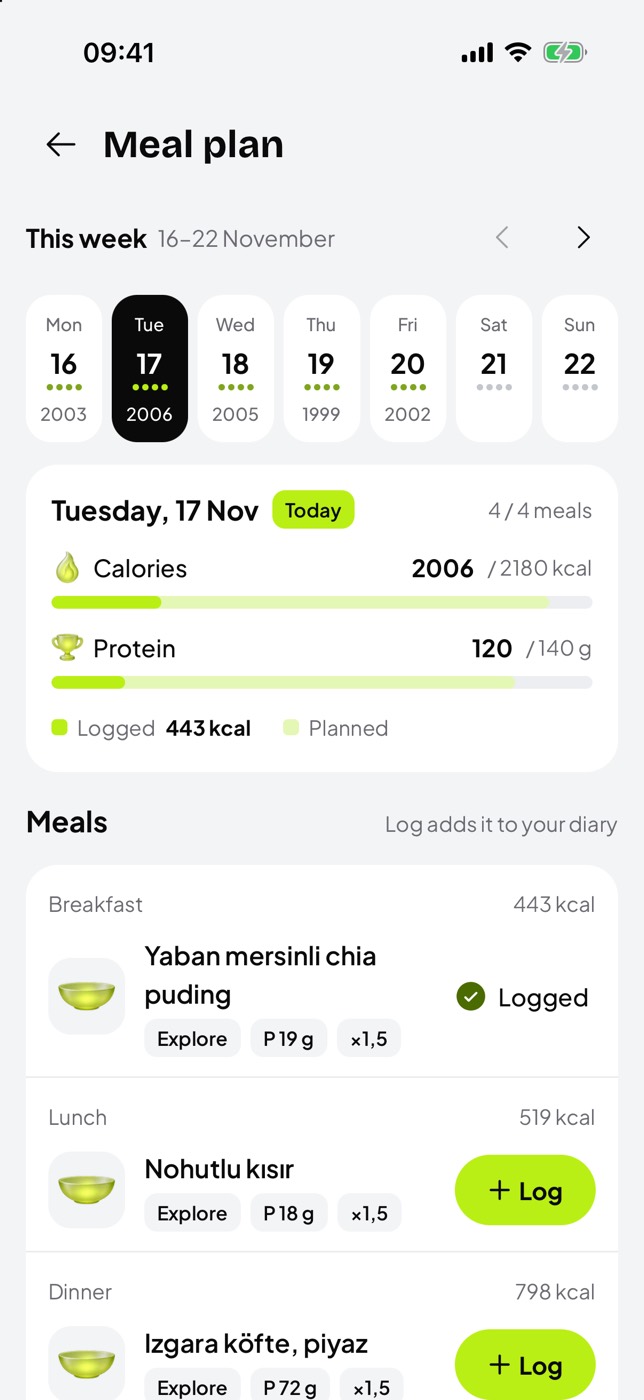 09:41
Meal plan
This week 16–22 November
Mon Tue Wed Thu Fri Sat Sun
16 17 18 19 20 21 22
2003 2006 2005 1999 2002
Tuesday, 17 Nov Today 4 / 4 meals
Calories 2006 / 2180 kcal
Protein 120 / 140 g
Logged 443 kcal Planned
Meals Log adds it to your diary
Breakfast 443 kcal
Yaban mersinli chia
puding
Logged
Explore P 19 g ×1,5
Lunch 519 kcal
Nohutlu kısır
+ Log
Explore P 18 g ×1,5
Dinner 798 kcal
Izgara köfte, piyaz
+ Log
Explore P 72 g ×1,5